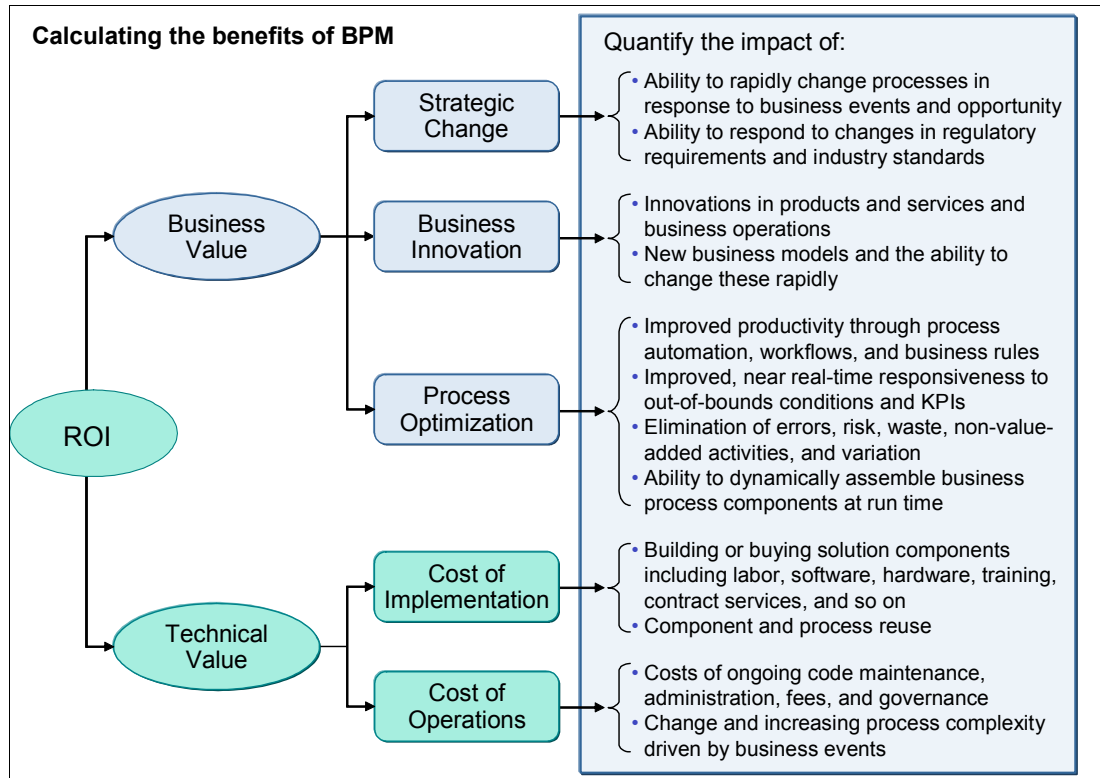 Calculating the benefits of BPM
Quantify the impact of:
ROI
Business
Value
Strategic
Change
• Ability to rapidly change processes in
response to business events and opportunity
• Ability to respond to changes in regulatory
requirements and industry standards
Business
Innovation
• Innovations in products and services and
business operations
• New business models and the ability to
change these rapidly
Process
Optimization
• Improved productivity through process
automation, workflows, and business rules
• Improved, near real-time responsiveness to
out-of-bounds conditions and KPIs
• Elimination of errors, risk, waste, non-value-
added activities, and variation
• Ability to dynamically assemble business
process components at run time
Technical
Value
Cost of
Implementation
• Building or buying solution components
including labor, software, hardware, training,
contract services, and so on
• Component and process reuse
Cost of
Operations
• Costs of ongoing code maintenance,
administration, fees, and governance
• Change and increasing process complexity
driven by business events